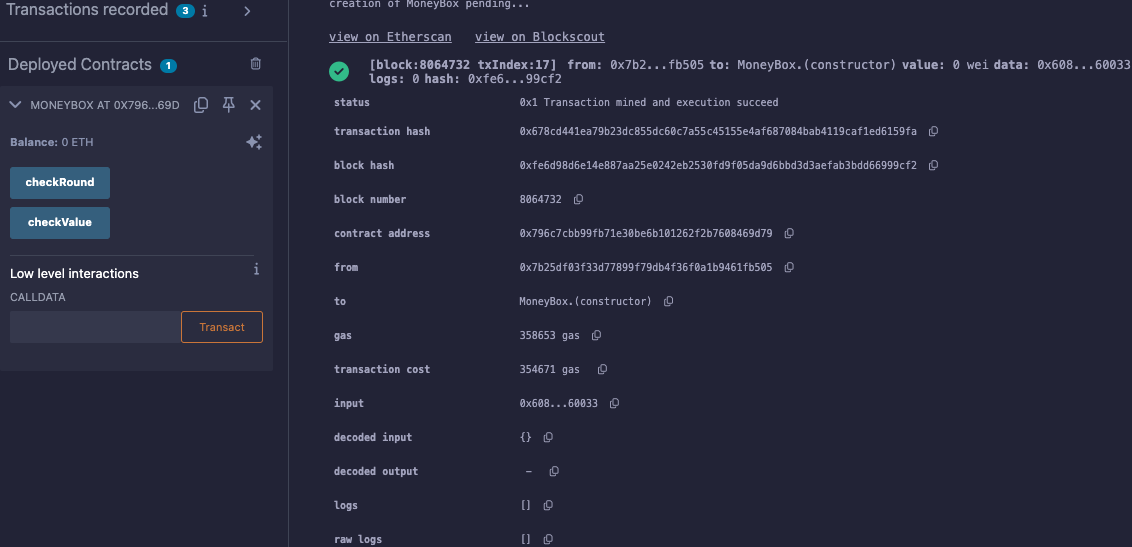 Transactions recorded 3 i
Deployed Contracts 1
MONEYBOX AT 0X796...69D
Balance: 0 ETH
checkRound
checkValue
Low level interactions i
CALLDATA
Transact
creation of MoneyBox pending...
view on Etherscan view on Blockscout
[block:8064732 txIndex:17] from: 0x7b2...fb505 to: MoneyBox.(constructor) value: 0 wei data: 0x608...60033
logs: 0 hash: 0xfe6...99cf2
status 0x1 Transaction mined and execution succeed
transaction hash 0x678cd441ea79b23dc855dc60c7a55c45155e4af687084bab4119caf1ed6159fa
block hash 0xfe6d98d6e14e887aa25e0242eb2530fd9f05da9d6bbd3d3aefab3bdd66999cf2
block number 8064732
contract address 0x796c7cbb99fb71e30be6b101262f2b7608469d79
from 0x7b25df03f33d77899f79db4f36f0a1b9461fb505
to MoneyBox.(constructor)
gas 358653 gas
transaction cost 354671 gas
input 0x608...60033
decoded input {}
decoded output –
logs []
raw logs []